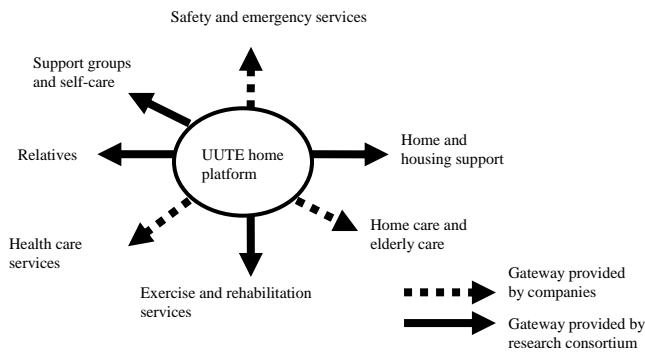 Safety and emergency services
Support groups
and self-care
Relatives
UUTE home
platform
Home and
housing support
Health care
services
Home care and
elderly care
Exercise and rehabilitation
services
Gateway provided
by companies
Gateway provided by
research consortium